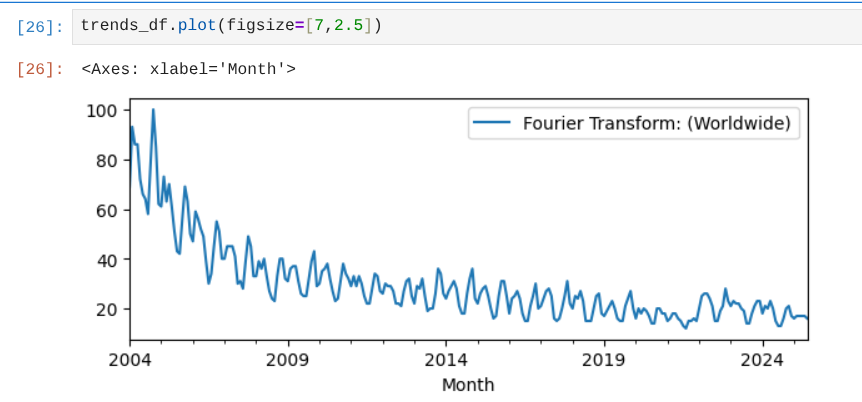 [26]: trends_df.plot(figsize=[7,2.5])
[26]: <Axes: xlabel='Month'>
Fourier Transform: (Worldwide)
100
80
60
40
20
2004 2009 2014 2019 2024
Month